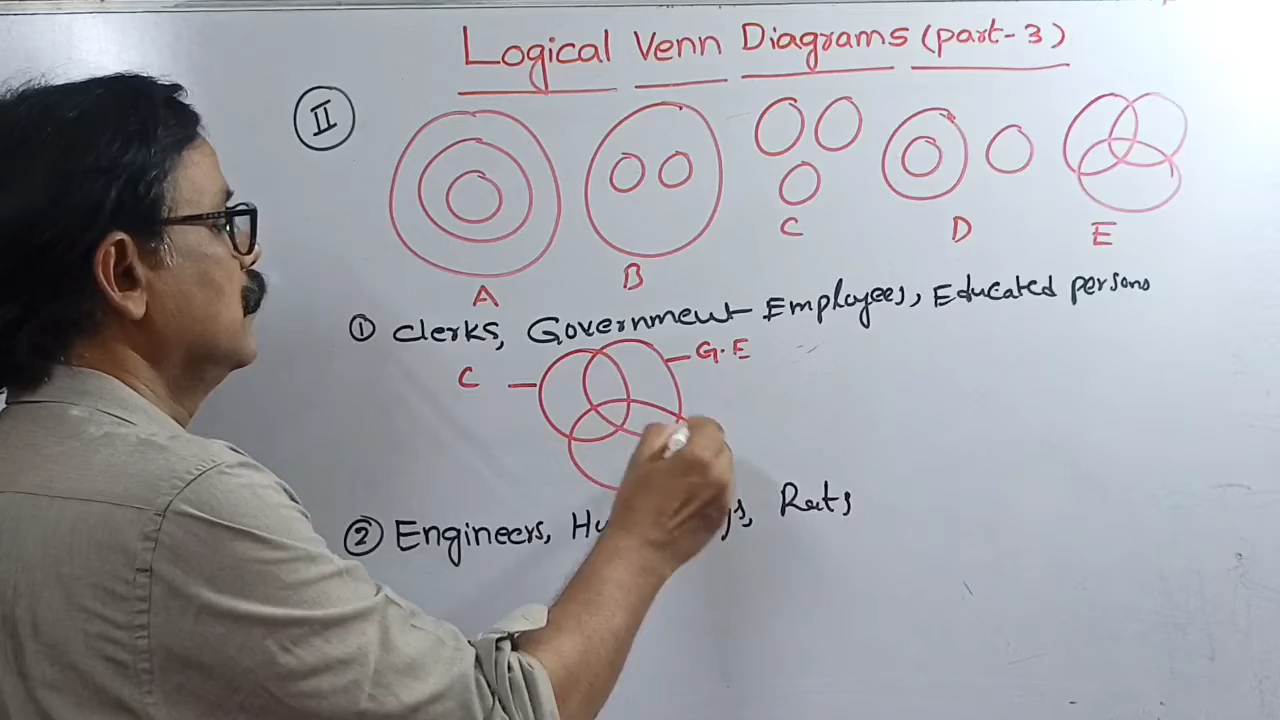 Logical Venn Diagrams (part-3)
II
A B C D E
① Clerks, Government Employees, Educated persons
C G.E
② Engineers, Rats